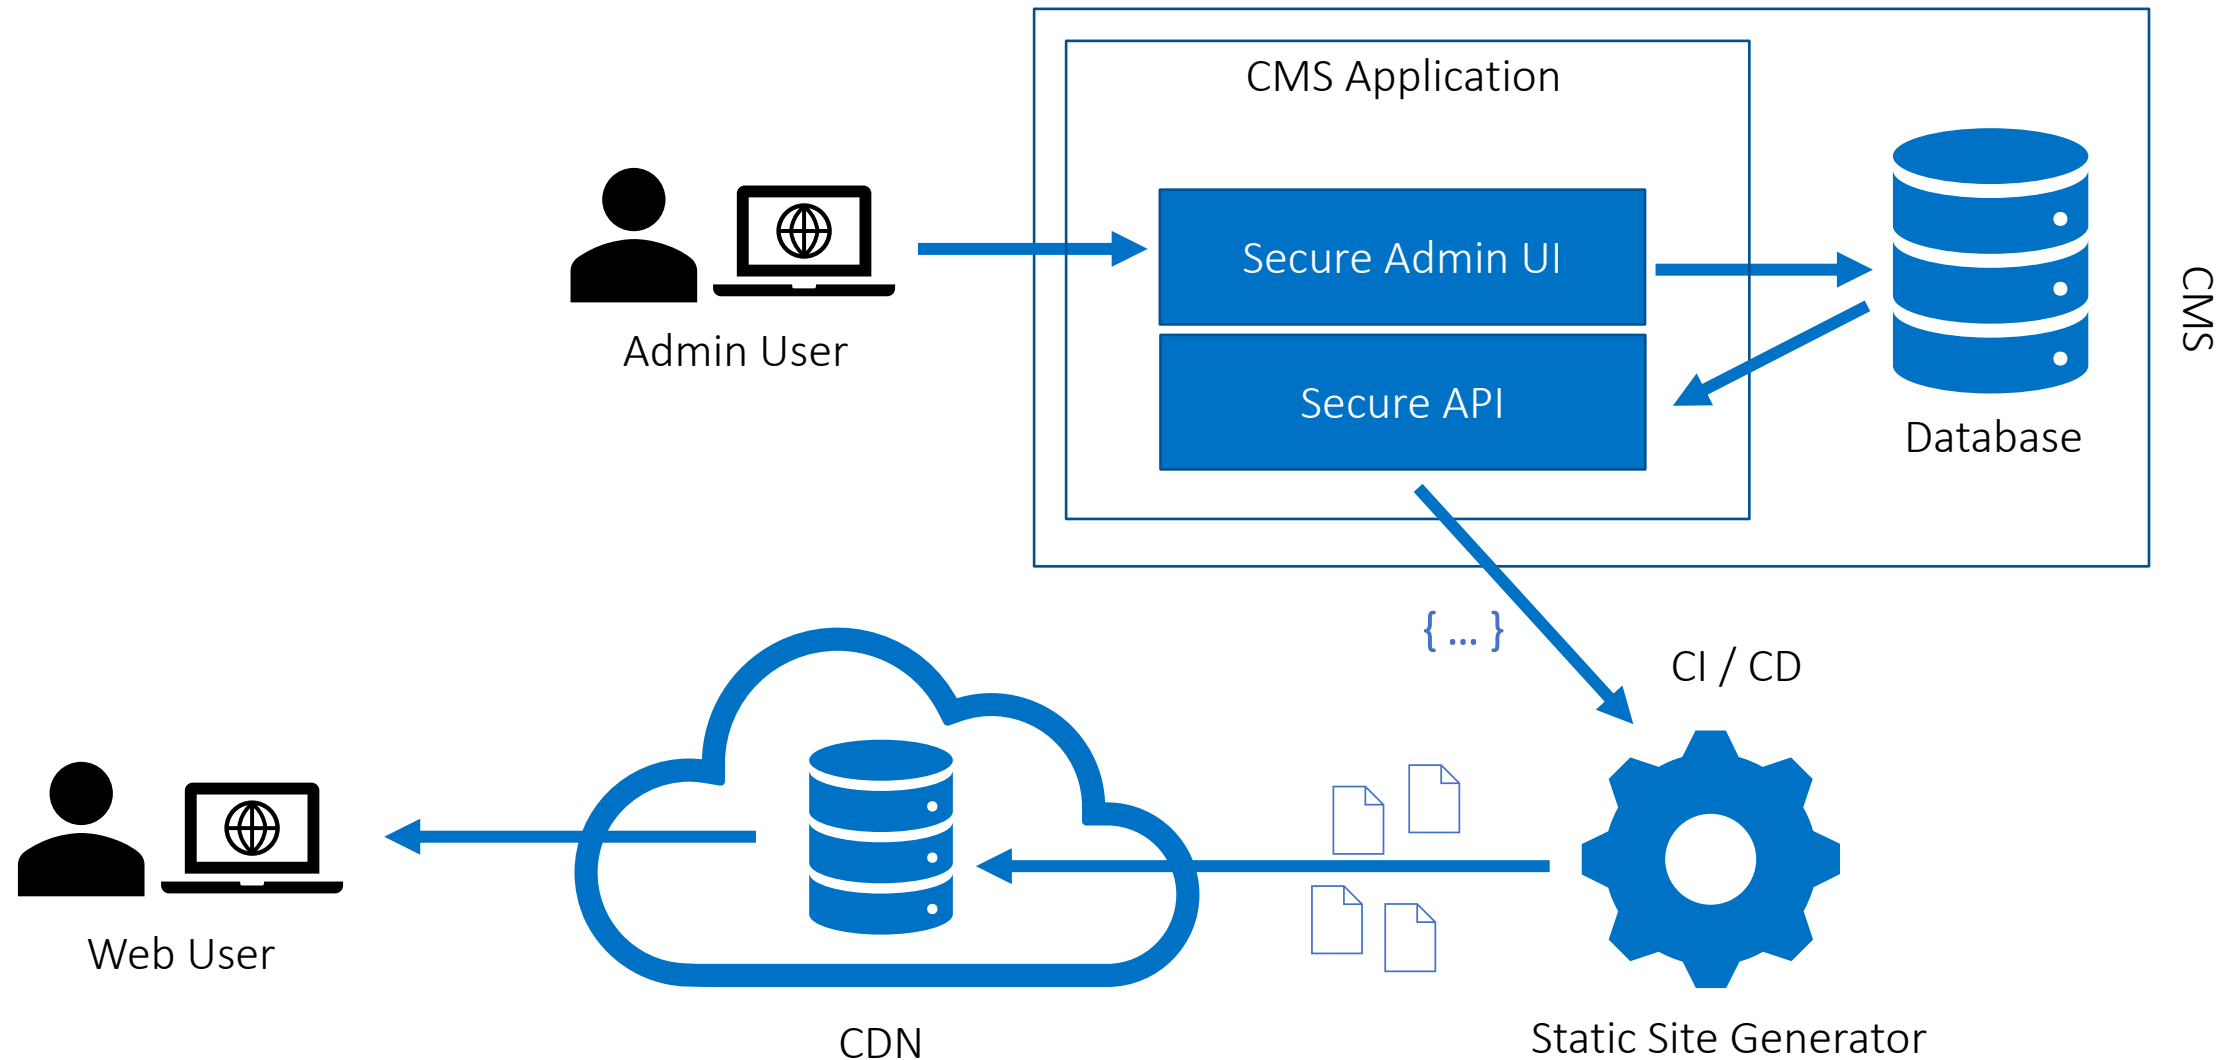 CMS Application
Secure Admin UI
Admin User
Secure API
Database
CMS
{ ... }
CI / CD
Web User
CDN
Static Site Generator